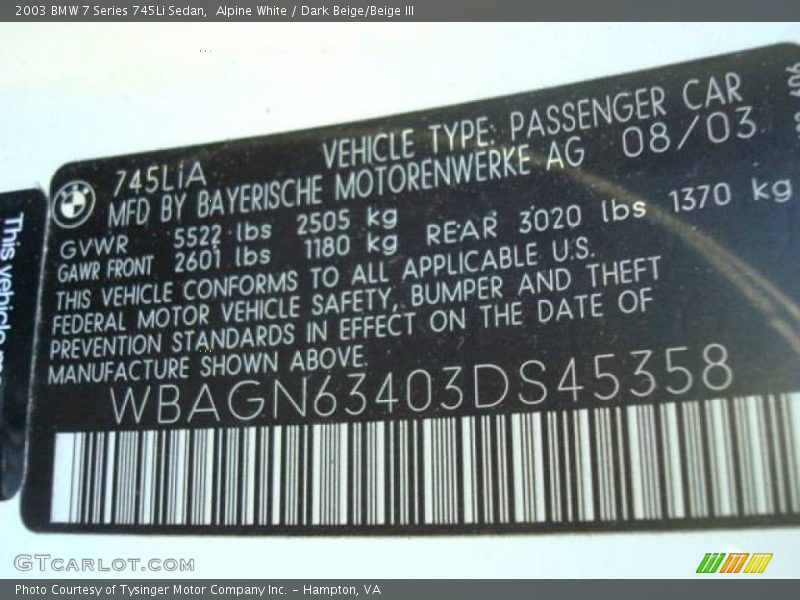 2003 BMW 7 Series 745Li Sedan,  Alpine White / Dark Beige/Beige III
745LiA VEHICLE TYPE: PASSENGER CAR
MFD BY BAYERISCHE MOTORENWERKE AG 08/03
GVWR 5522 lbs 2505 kg
GAWR FRONT 2601 lbs 1180 kg REAR 3020 lbs 1370 kg
THIS VEHICLE CONFORMS TO ALL APPLICABLE U.S.
FEDERAL MOTOR VEHICLE SAFETY, BUMPER AND THEFT
PREVENTION STANDARDS IN EFFECT ON THE DATE OF
MANUFACTURE SHOWN ABOVE.
WBAGN63403DS45358
This vehicle
GTCARLOT.COM
Photo Courtesy of Tysinger Motor Company Inc. - Hampton, VA